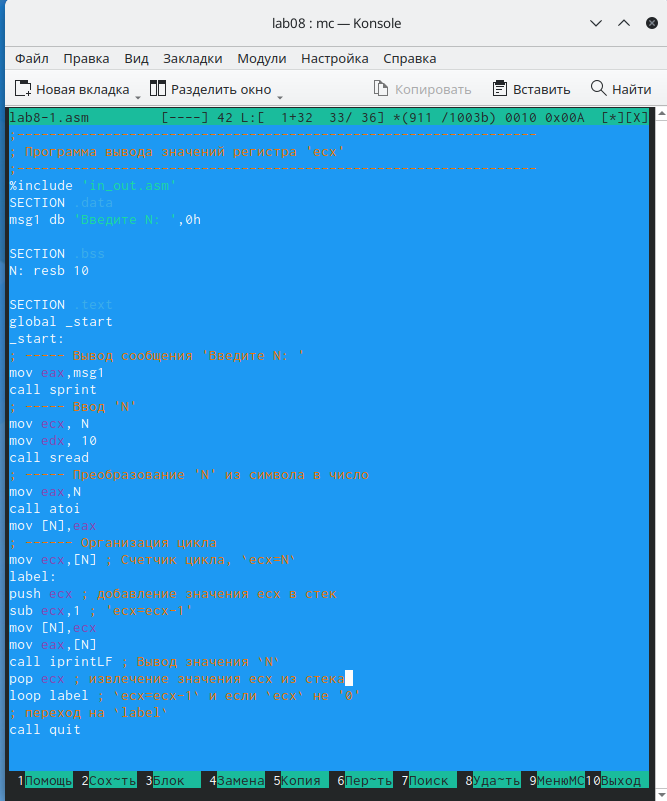 lab08 : mc — Konsole
Файл Правка Вид Закладки Модули Настройка Справка
Новая вкладка Разделить окно Копировать Вставить Найти
lab8-1.asm [----] 42 L:[ 1+32 33/ 36] *(911 /1003b) 0010 0x00A [*][X]
;-----------------------------------------------------------------
; Программа вывода значений регистра 'ecx'
;-----------------------------------------------------------------
%include 'in_out.asm'
SECTION .data
msg1 db 'Введите N: ',0h
SECTION .bss
N: resb 10
SECTION .text
global _start
_start:
; ----- Вывод сообщения 'Введите N: '
mov eax,msg1
call sprint
; ----- Ввод 'N'
mov ecx, N
mov edx, 10
call sread
; ----- Преобразование 'N' из символа в число
mov eax,N
call atoi
mov [N],eax
; ------ Организация цикла
mov ecx,[N] ; Счетчик цикла, `ecx=N`
label:
push ecx ; добавление значения ecx в стек
sub ecx,1 ; `ecx=ecx-1`
mov [N],ecx
mov eax,[N]
call iprintLF ; Вывод значения `N`
pop ecx ; извлечение значения ecx из стека
loop label ; `ecx=ecx-1` и если `ecx` не '0'
; переход на `label`
call quit
1Помощь 2Сох~ть 3Блок 4Замена 5Копия 6Пер~ть 7Поиск 8Уда~ть 9МенюMC 10Выход